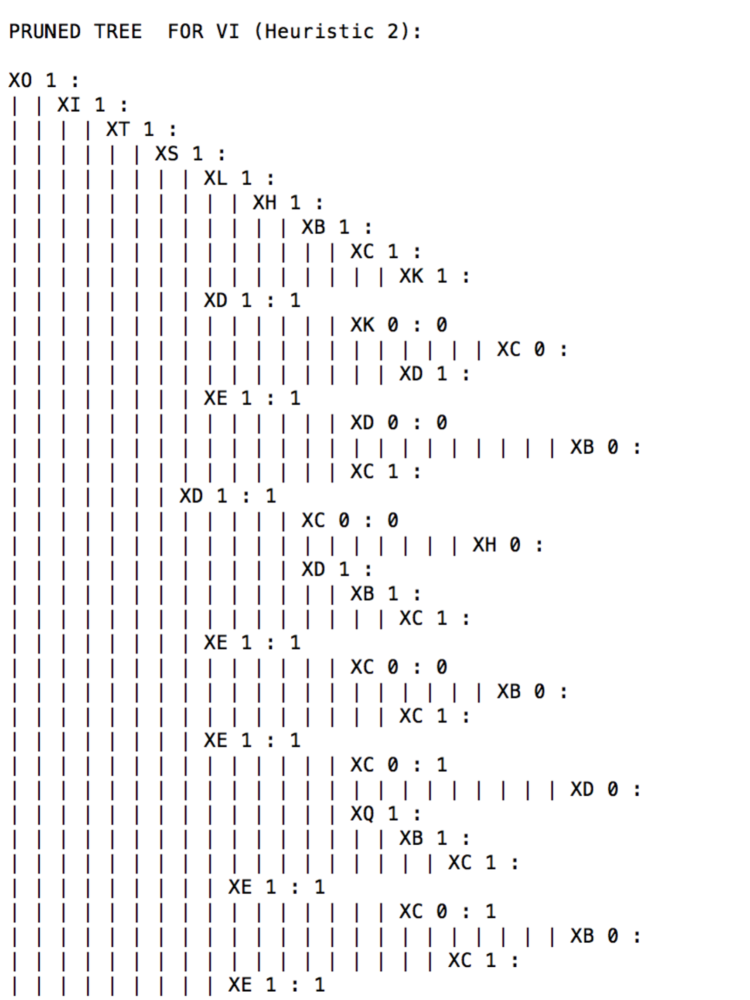 PRUNED TREE  FOR VI (Heuristic 2):
XO 1 :
| | XI 1 :
| | | | XT 1 :
| | | | | | XS 1 :
| | | | | | | | XL 1 :
| | | | | | | | | | XH 1 :
| | | | | | | | | | | | XB 1 :
| | | | | | | | | | | | | | XC 1 :
| | | | | | | | | | | | | | | | XK 1 :
| | | | | | | | XD 1 : 1
| | | | | | | | | | | | | | XK 0 : 0
| | | | | | | | | | | | | | | | | | | | XC 0 :
| | | | | | | | | | | | | | | | XD 1 :
| | | | | | | | XE 1 : 1
| | | | | | | | | | | | | | XD 0 : 0
| | | | | | | | | | | | | | | | | | | | | | | XB 0 :
| | | | | | | | | | | | | | XC 1 :
| | | | | | | XD 1 : 1
| | | | | | | | | | | | XC 0 : 0
| | | | | | | | | | | | | | | | | | | XH 0 :
| | | | | | | | | | | | XD 1 :
| | | | | | | | | | | | | | XB 1 :
| | | | | | | | | | | | | | | | XC 1 :
| | | | | | | | XE 1 : 1
| | | | | | | | | | | | | | XC 0 : 0
| | | | | | | | | | | | | | | | | | | | XB 0 :
| | | | | | | | | | | | | | | | XC 1 :
| | | | | | | | XE 1 : 1
| | | | | | | | | | | | | | XC 0 : 1
| | | | | | | | | | | | | | | | | | | | | | | XD 0 :
| | | | | | | | | | | | | | XQ 1 :
| | | | | | | | | | | | | | | | XB 1 :
| | | | | | | | | | | | | | | | | | XC 1 :
| | | | | | | | | XE 1 : 1
| | | | | | | | | | | | | | | | XC 0 : 1
| | | | | | | | | | | | | | | | | | | | | | | XB 0 :
| | | | | | | | | | | | | | | | | | XC 1 :
| | | | | | | | | XE 1 : 1